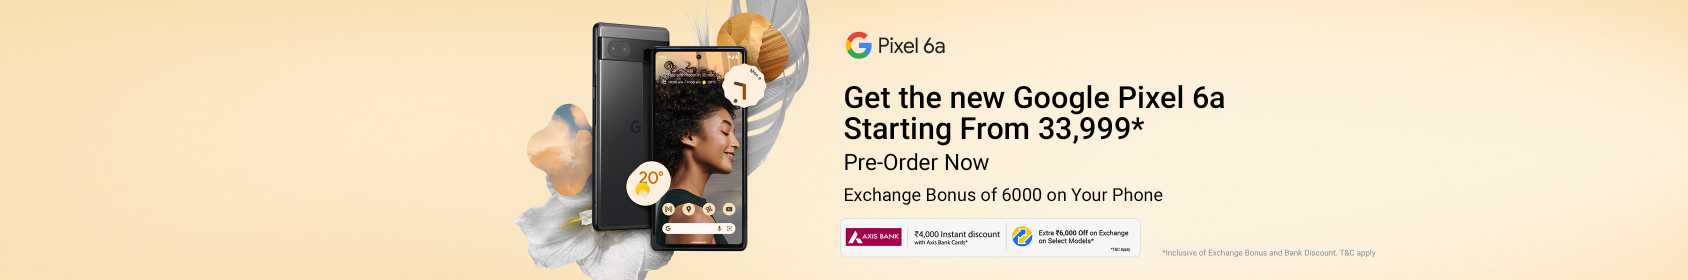 Pixel 6a
Get the new Google Pixel 6a
Starting From 33,999*
Pre-Order Now
Exchange Bonus of 6000 on Your Phone
AXIS BANK
₹4,000 Instant discount
with Axis Bank Cards*
Extra ₹6,000 Off on Exchange
on Select Models*
*T&C Apply
*Inclusive of Exchange Bonus and Bank Discount. T&C apply
20°
G